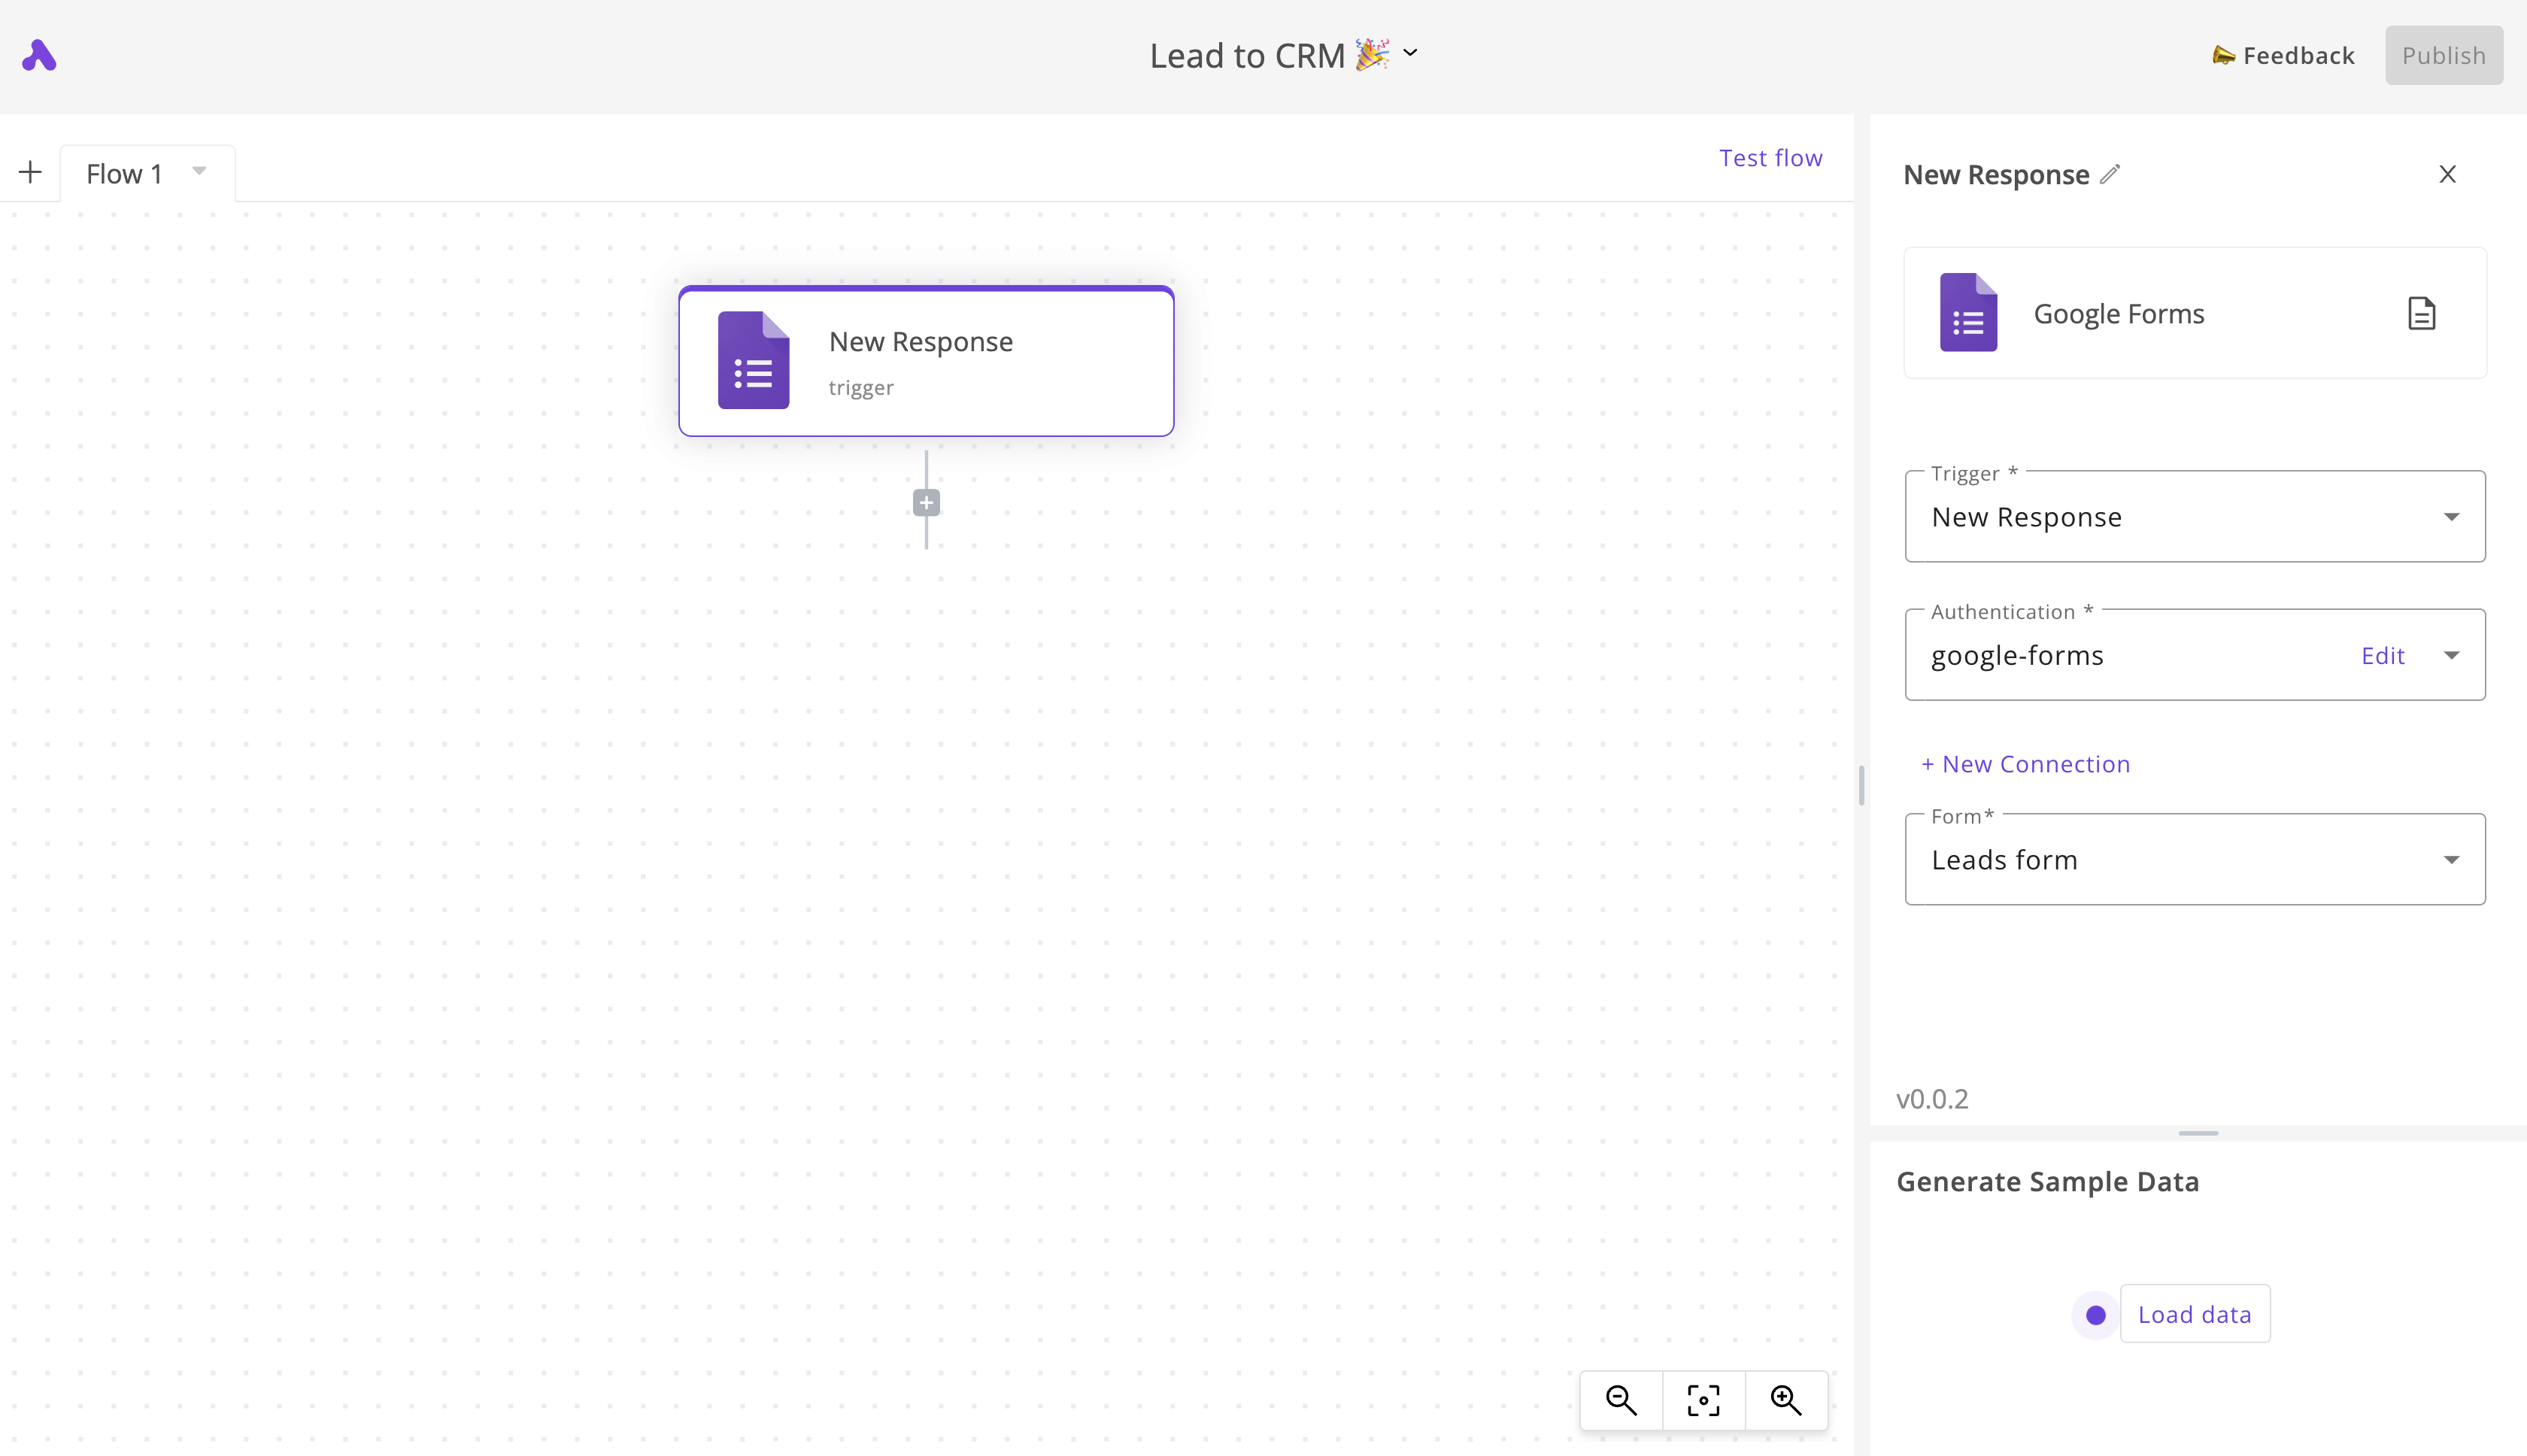 Lead to CRM 🎉
Feedback
Publish
Flow 1
Test flow
New Response
trigger
New Response
Google Forms
Trigger *
New Response
Authentication *
google-forms
Edit
+ New Connection
Form*
Leads form
v0.0.2
Generate Sample Data
Load data